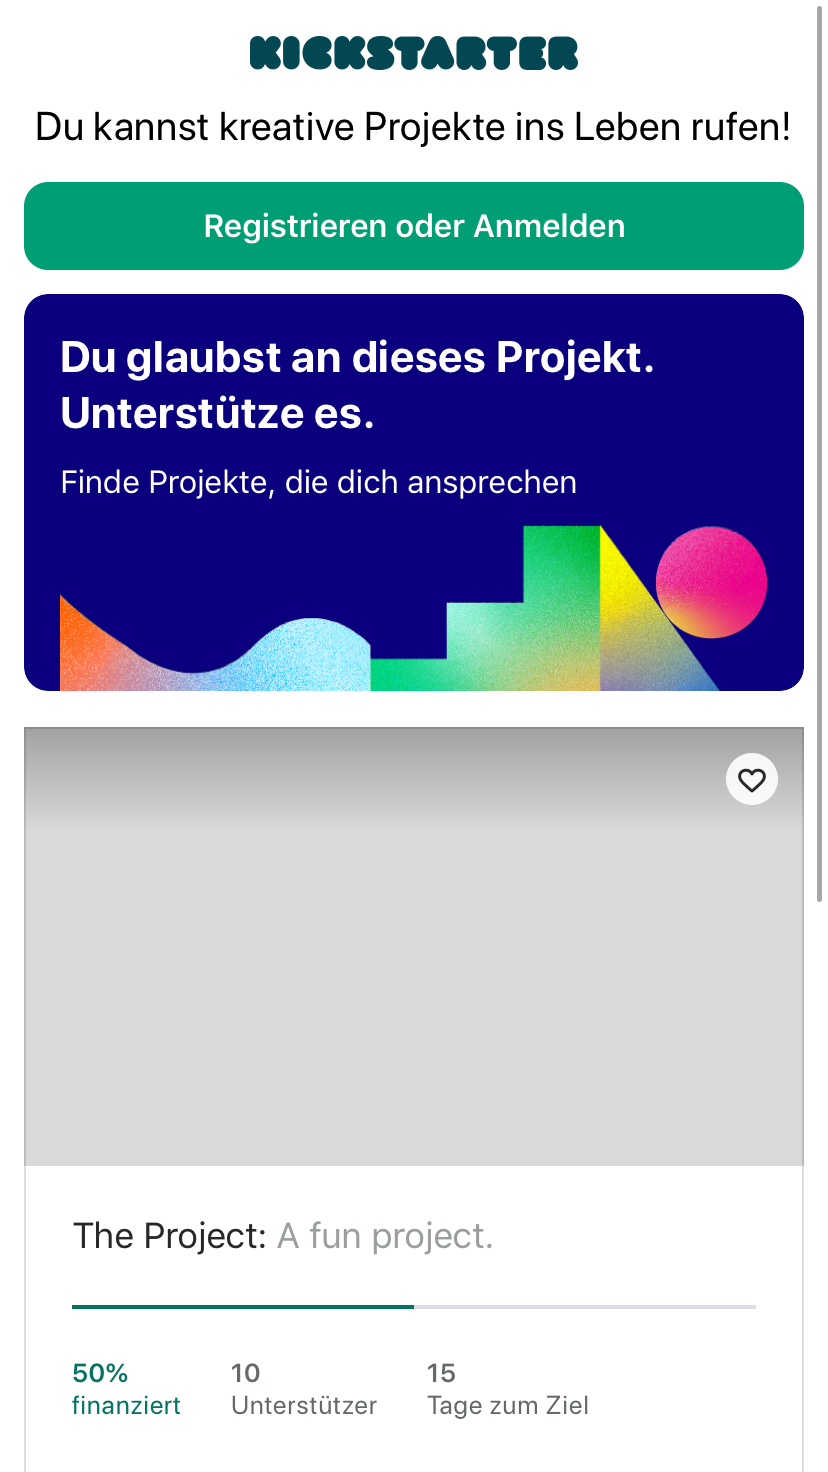 KICKSTARTER
Du kannst kreative Projekte ins Leben rufen!
Registrieren oder Anmelden
Du glaubst an dieses Projekt.
Unterstütze es.
Finde Projekte, die dich ansprechen
The Project: A fun project.
50% 10 15
finanziert Unterstützer Tage zum Ziel